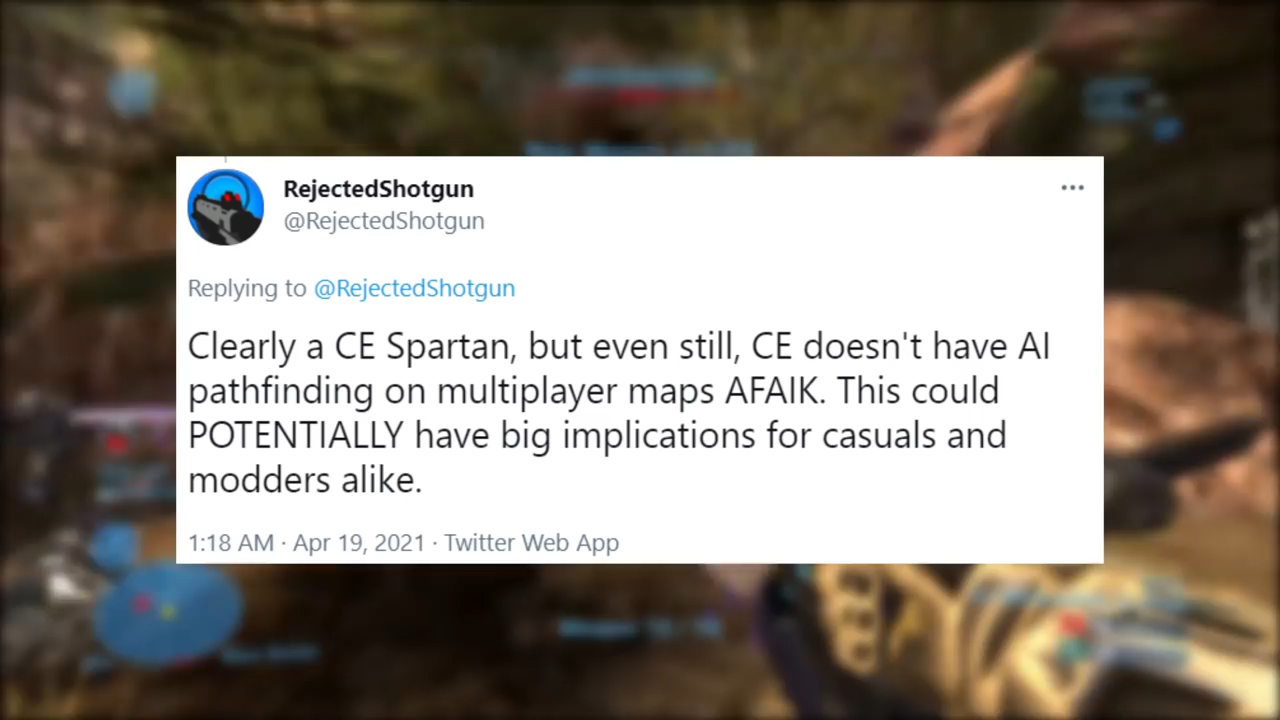 RejectedShotgun
@RejectedShotgun
Replying to @RejectedShotgun
Clearly a CE Spartan, but even still, CE doesn't have AI
pathfinding on multiplayer maps AFAIK. This could
POTENTIALLY have big implications for casuals and
modders alike.
1:18 AM · Apr 19, 2021 · Twitter Web App